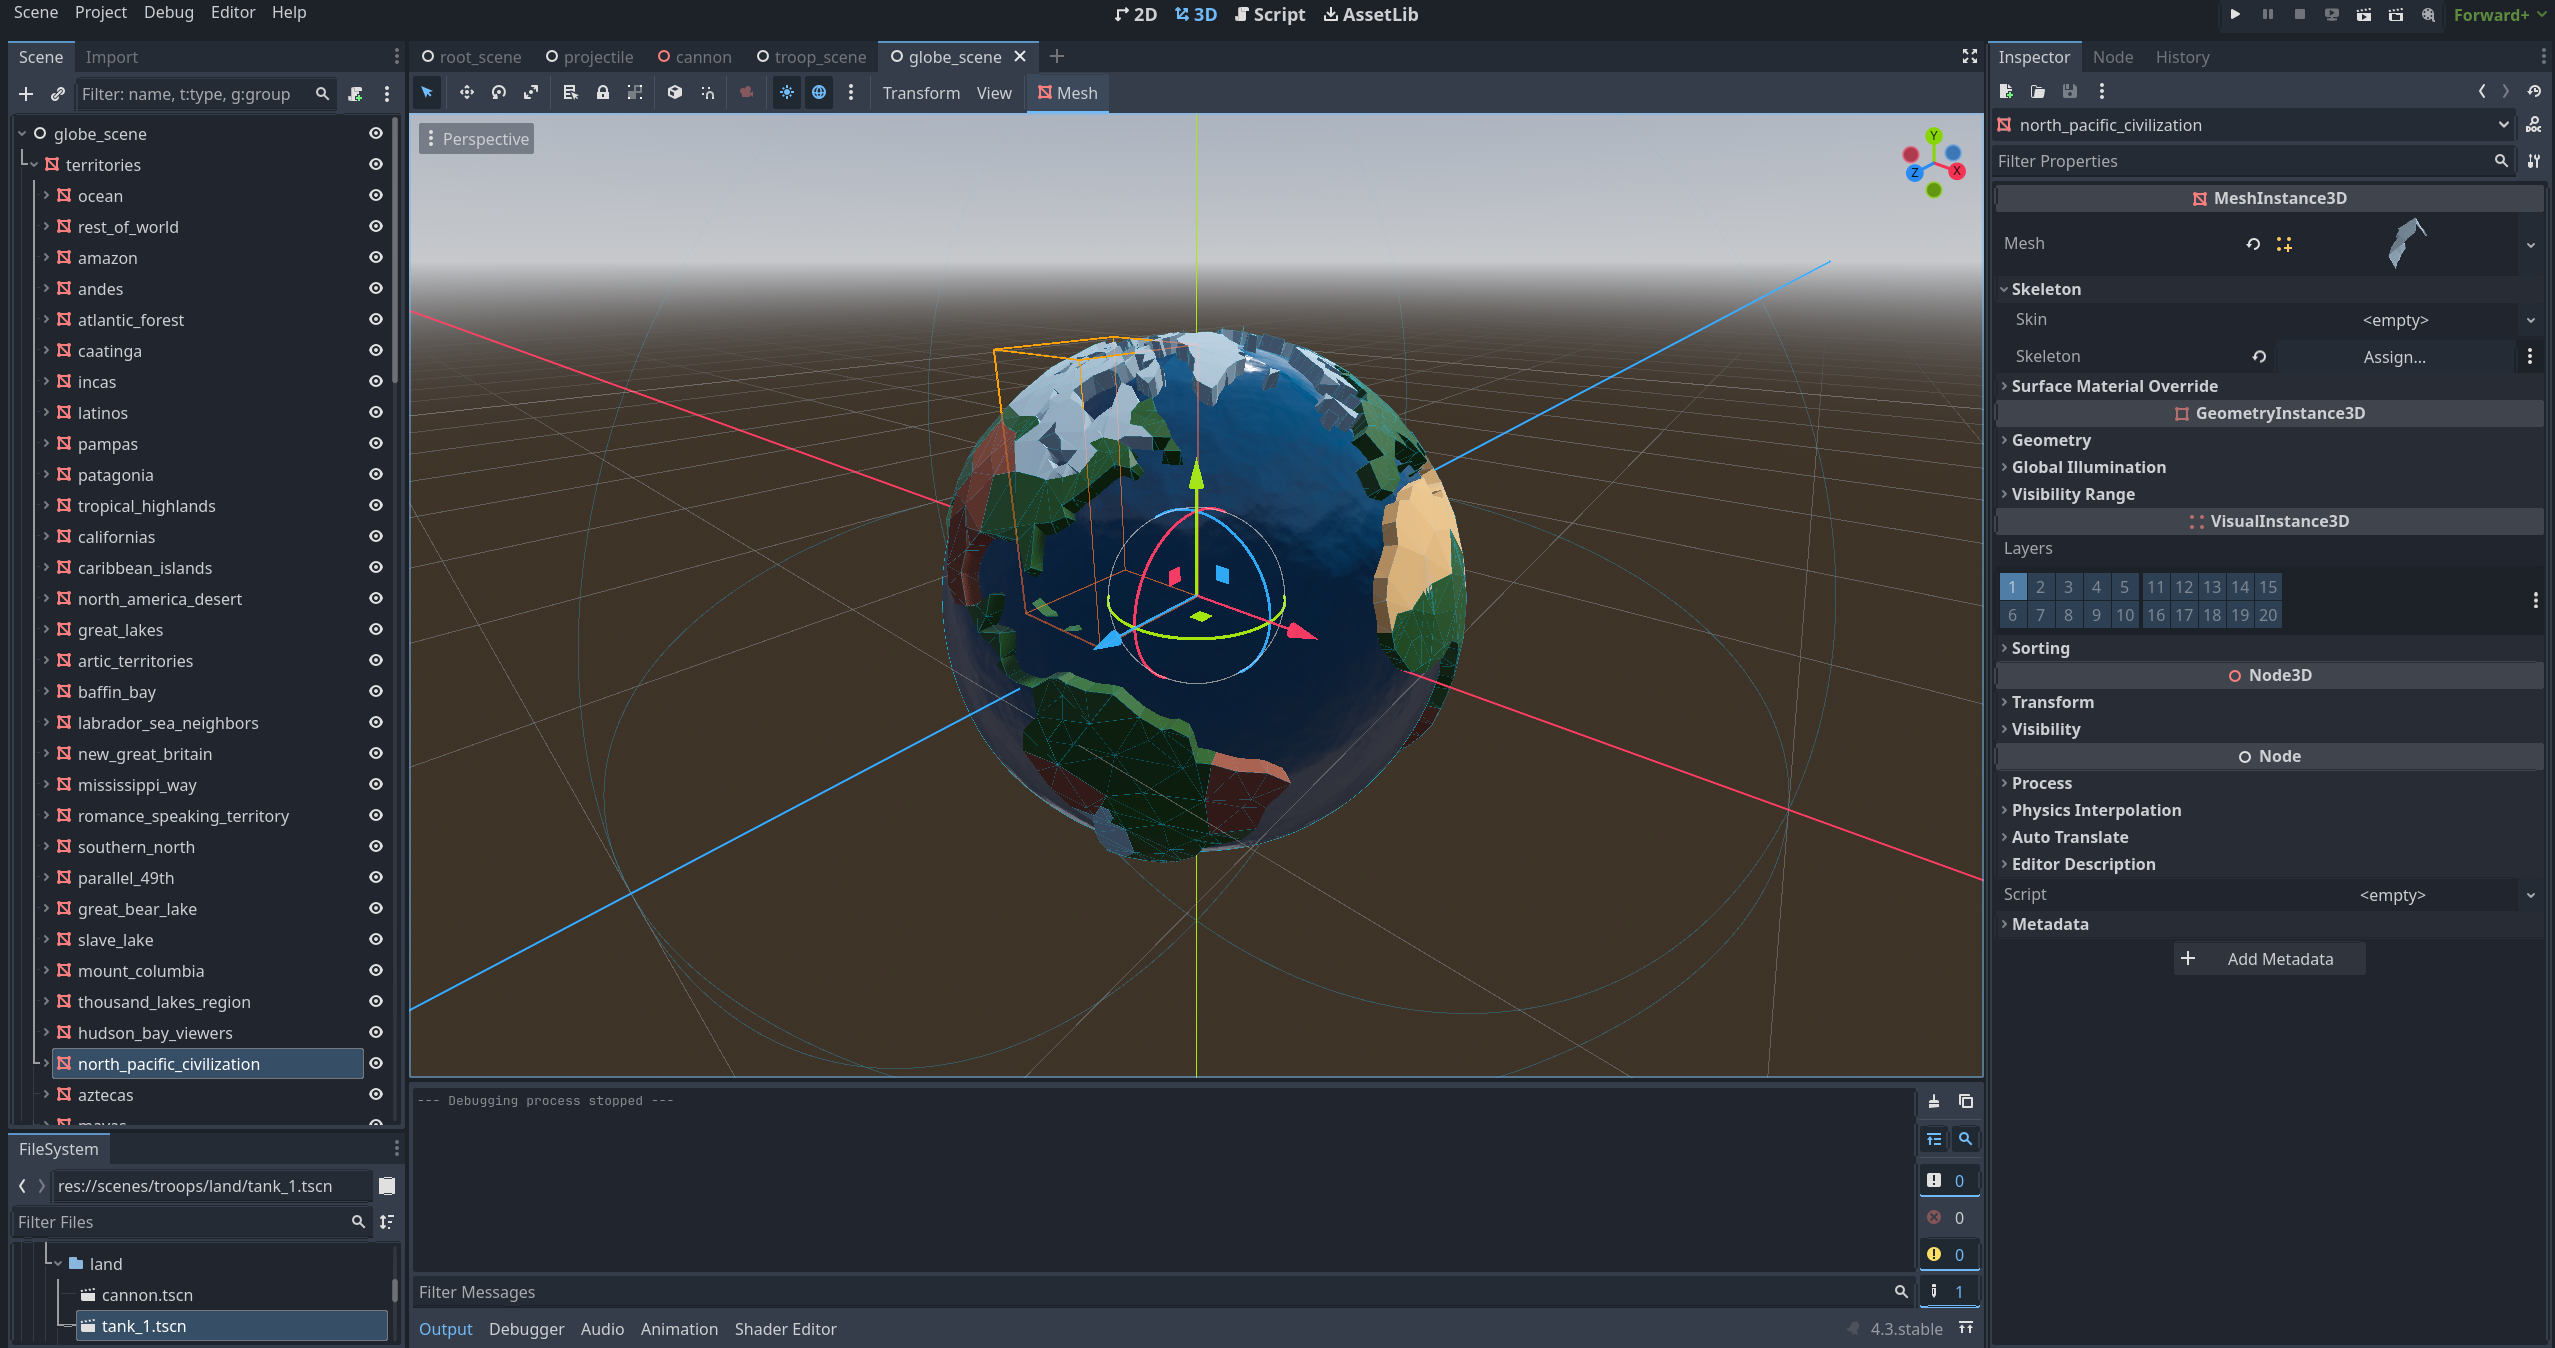 Scene Project Debug Editor Help
2D 3D Script AssetLib
Forward+
Scene Import
Filter: name, t:type, g:group
globe_scene
territories
ocean
rest_of_world
amazon
andes
atlantic_forest
caatinga
incas
latinos
pampas
patagonia
tropical_highlands
californias
caribbean_islands
north_america_desert
great_lakes
artic_territories
baffin_bay
labrador_sea_neighbors
new_great_britain
mississippi_way
romance_speaking_territory
southern_north
parallel_49th
great_bear_lake
slave_lake
mount_columbia
thousand_lakes_region
hudson_bay_viewers
north_pacific_civilization
aztecas
FileSystem
res://scenes/troops/land/tank_1.tscn
Filter Files
land
cannon.tscn
tank_1.tscn
root_scene projectile cannon troop_scene globe_scene
Transform View Mesh
Perspective
Y
Z X
--- Debugging process stopped ---
0
0
0
1
Filter Messages
Output Debugger Audio Animation Shader Editor
4.3.stable
Inspector Node History
north_pacific_civilization
Filter Properties
MeshInstance3D
Mesh
Skeleton
Skin <empty>
Skeleton Assign...
Surface Material Override
GeometryInstance3D
Geometry
Global Illumination
Visibility Range
VisualInstance3D
Layers
1 2 3 4 5 11 12 13 14 15
6 7 8 9 10 16 17 18 19 20
Sorting
Node3D
Transform
Visibility
Node
Process
Physics Interpolation
Auto Translate
Editor Description
Script <empty>
Metadata
Add Metadata